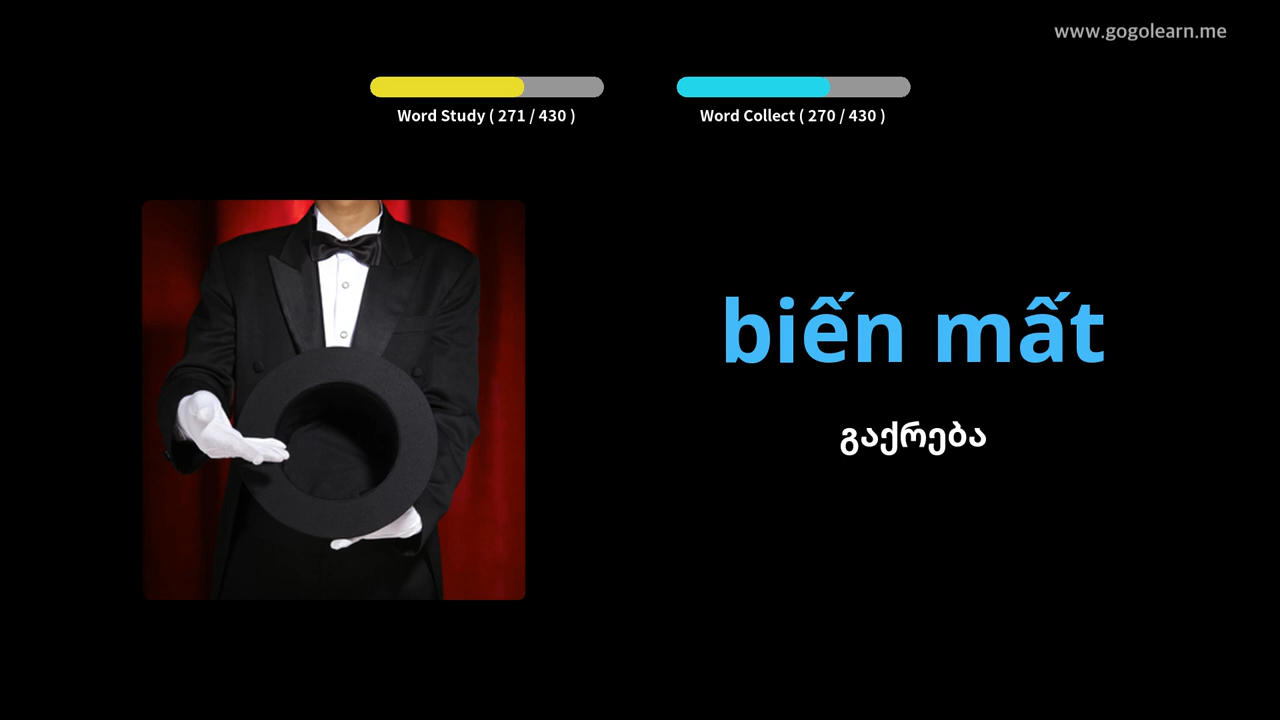 www.gogolearn.me
Word Study ( 271 / 430 )
Word Collect ( 270 / 430 )
biến mất
გაქრება